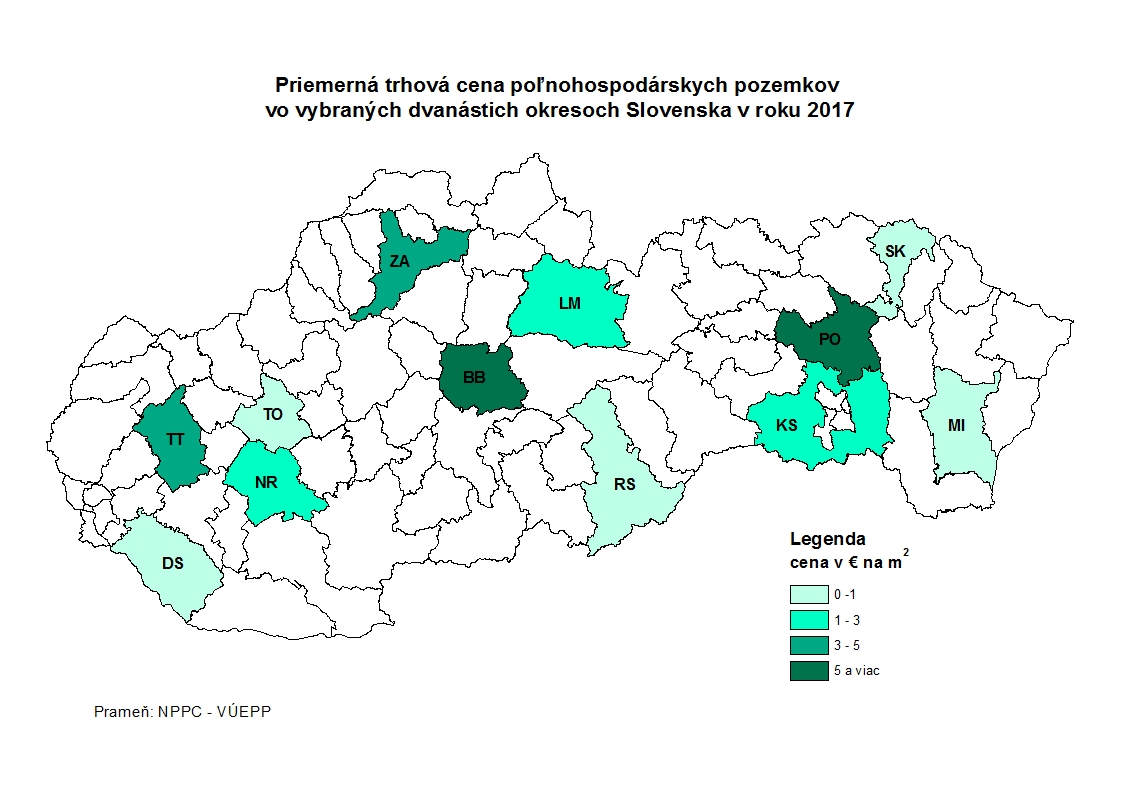 Priemerná trhová cena poľnohospodárskych pozemkov
vo vybraných dvanástich okresoch Slovenska v roku 2017
SK
ZA
LM
PO
BB
TO
KS
MI
TT
NR
RS
DS
Legenda
cena v € na m²
0 -1
1 - 3
3 - 5
5 a viac
Prameň: NPPC - VÚEPP